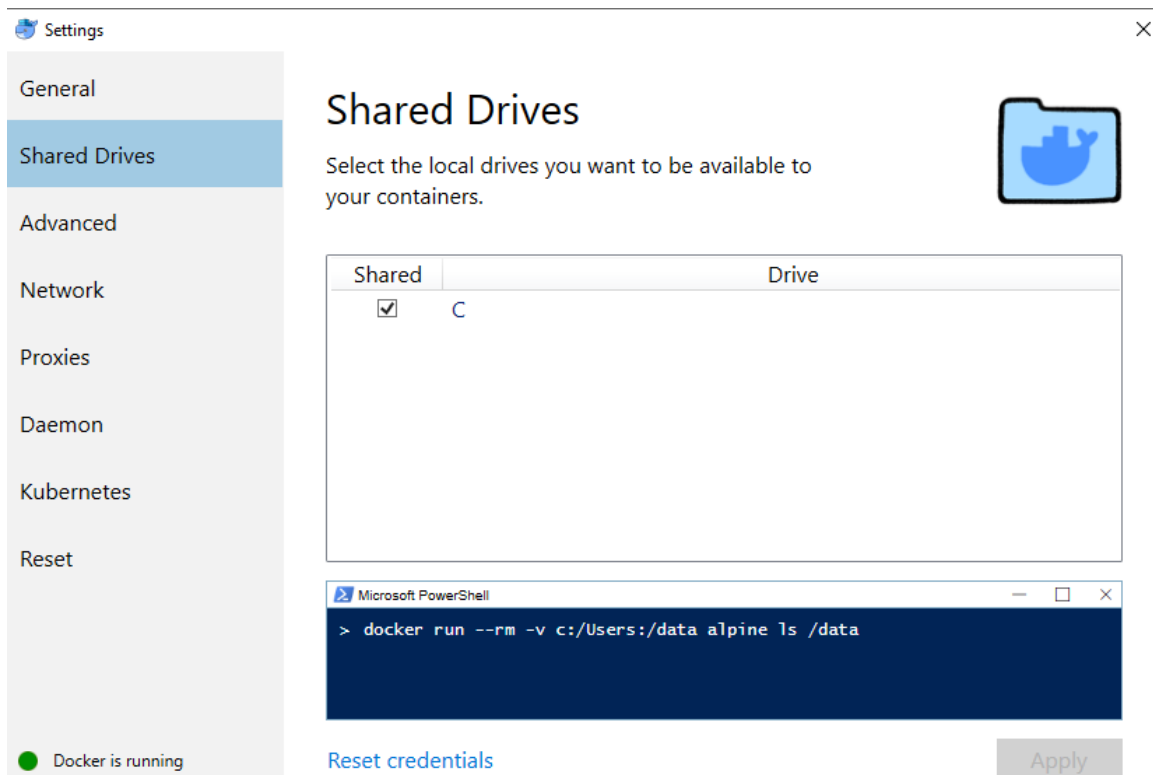 Settings
General
Shared Drives
Advanced
Network
Proxies
Daemon
Kubernetes
Reset
Docker is running
Shared Drives
Select the local drives you want to be available to
your containers.
Shared Drive
C
Microsoft PowerShell
> docker run --rm -v c:/Users:/data alpine ls /data
Reset credentials
Apply